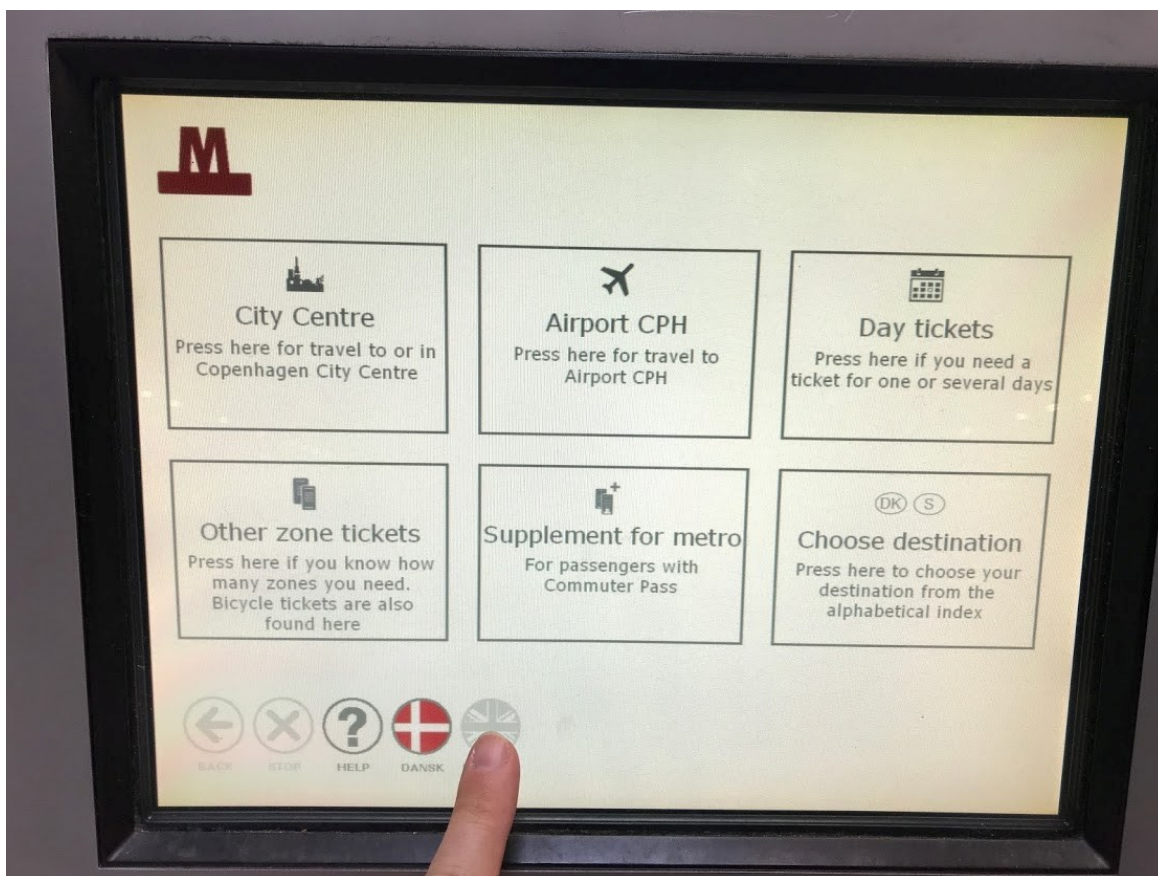 M
City Centre
Press here for travel to or in
Copenhagen City Centre
Airport CPH
Press here for travel to
Airport CPH
Day tickets
Press here if you need a
ticket for one or several days
Other zone tickets
Press here if you know how
many zones you need.
Bicycle tickets are also
found here
Supplement for metro
For passengers with
Commuter Pass
DK S
Choose destination
Press here to choose your
destination from the
alphabetical index
BACK STOP ? HELP DANSK